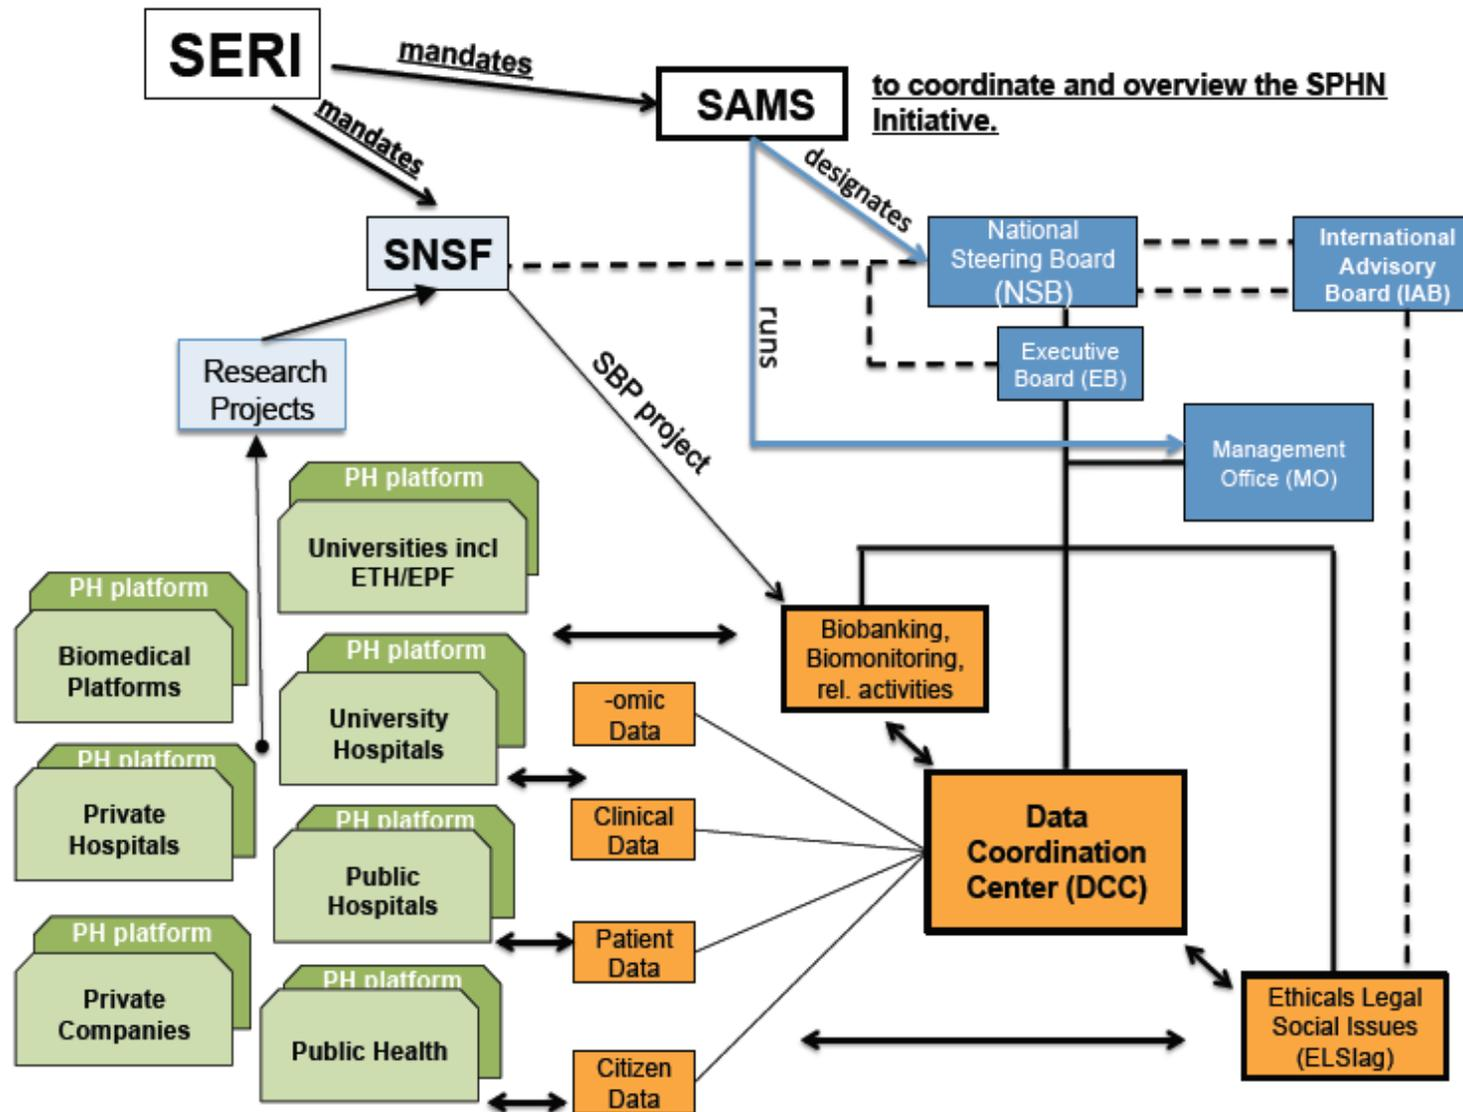 SERI
mandates
mandates
SAMS
to coordinate and overview the SPHN
Initiative.
designates
runs
SNSF
National
Steering Board
(NSB)
International
Advisory
Board (IAB)
Executive
Board (EB)
Management
Office (MO)
Research
Projects
SBP project
PH platform
Universities incl
ETH/EPF
PH platform
Biomedical
Platforms
PH platform
University
Hospitals
PH platform
Private
Hospitals
PH platform
Public
Hospitals
PH platform
Private
Companies
PH platform
Public Health
Biobanking,
Biomonitoring,
rel. activities
-omic
Data
Clinical
Data
Patient
Data
Citizen
Data
Data
Coordination
Center (DCC)
Ethicals Legal
Social Issues
(ELSIag)